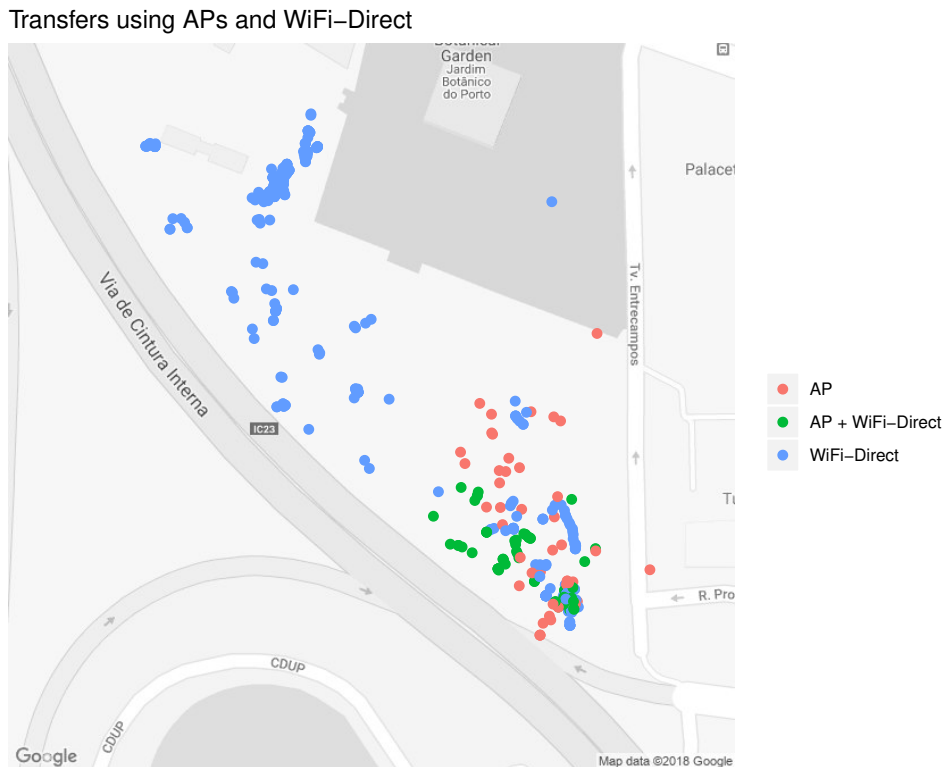 Transfers using APs and WiFi–Direct
Botanical
Garden
Jardim
Botânico
do Porto
Palacet
Tv. Entrecampos
Via de Cintura Interna
IC23
AP
AP + WiFi–Direct
WiFi–Direct
Tu
R. Pro
CDUP
CDUP
Google
Map data ©2018 Google